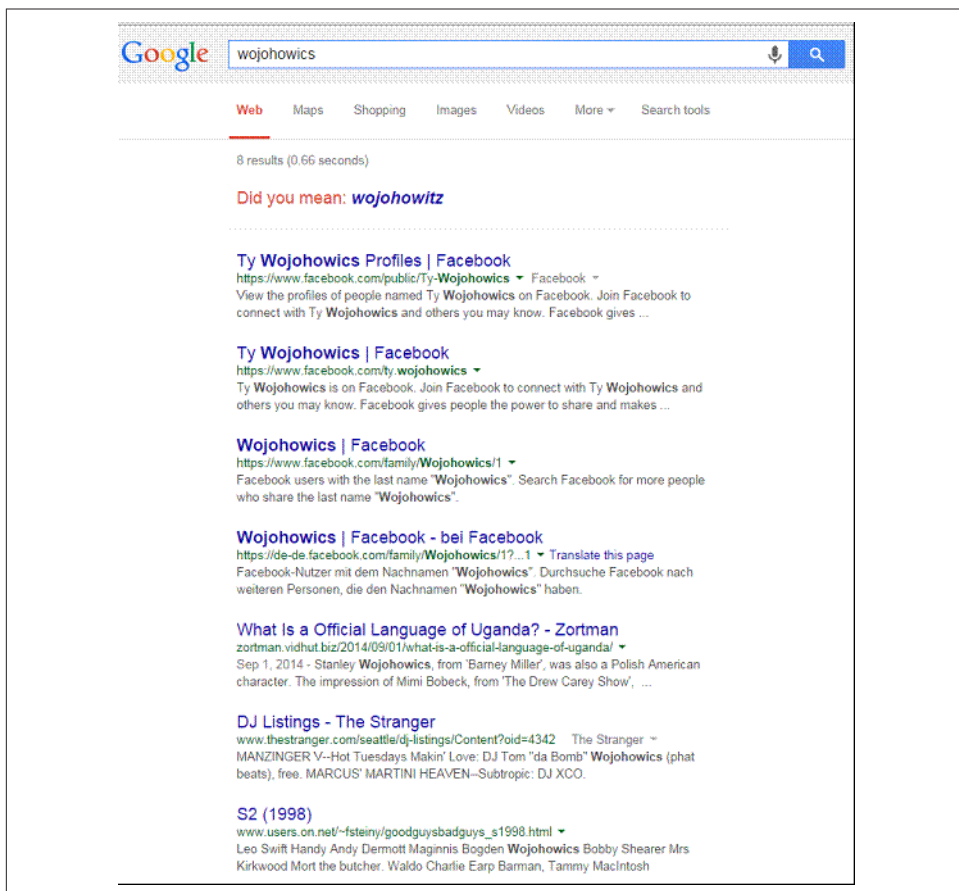 Google wojohowics
Web Maps Shopping Images Videos More Search tools
8 results (0.66 seconds)
Did you mean: wojohowitz
Ty Wojohowics Profiles | Facebook
https://www.facebook.com/public/Ty-Wojohowics Facebook
View the profiles of people named Ty Wojohowics on Facebook. Join Facebook to
connect with Ty Wojohowics and others you may know. Facebook gives ...
Ty Wojohowics | Facebook
https://www.facebook.com/ty.wojohowics
Ty Wojohowics is on Facebook. Join Facebook to connect with Ty Wojohowics and
others you may know. Facebook gives people the power to share and makes ...
Wojohowics | Facebook
https://www.facebook.com/family/Wojohowics/1
Facebook users with the last name "Wojohowics". Search Facebook for more people
who share the last name "Wojohowics".
Wojohowics | Facebook - bei Facebook
https://de-de.facebook.com/family/Wojohowics/1?...1 Translate this page
Facebook-Nutzer mit dem Nachnamen "Wojohowics". Durchsuche Facebook nach
weiteren Personen, die den Nachnamen "Wojohowics" haben.
What Is a Official Language of Uganda? - Zortman
zortman.vidhut.biz/2014/09/01/what-is-a-official-language-of-uganda/
Sep 1, 2014 - Stanley Wojohowics, from 'Barney Miller', was also a Polish American
character. The impression of Mimi Bobeck, from 'The Drew Carey Show', ...
DJ Listings - The Stranger
www.thestranger.com/seattle/dj-listings/Content?oid=4342 The Stranger
MANZINGER V--Hot Tuesdays Makin' Love: DJ Tom "da Bomb" Wojohowics (phat
beats), free. MARCUS' MARTINI HEAVEN--Subtropic: DJ XCO.
S2 (1998)
www.users.on.net/~fsteiny/goodguysbadguys_s1998.html
Leo Swift Handy Andy Dermott Maginnis Bogden Wojohowics Bobby Shearer Mrs
Kirkwood Mort the butcher. Waldo Charlie Earp Barman, Tammy MacIntosh